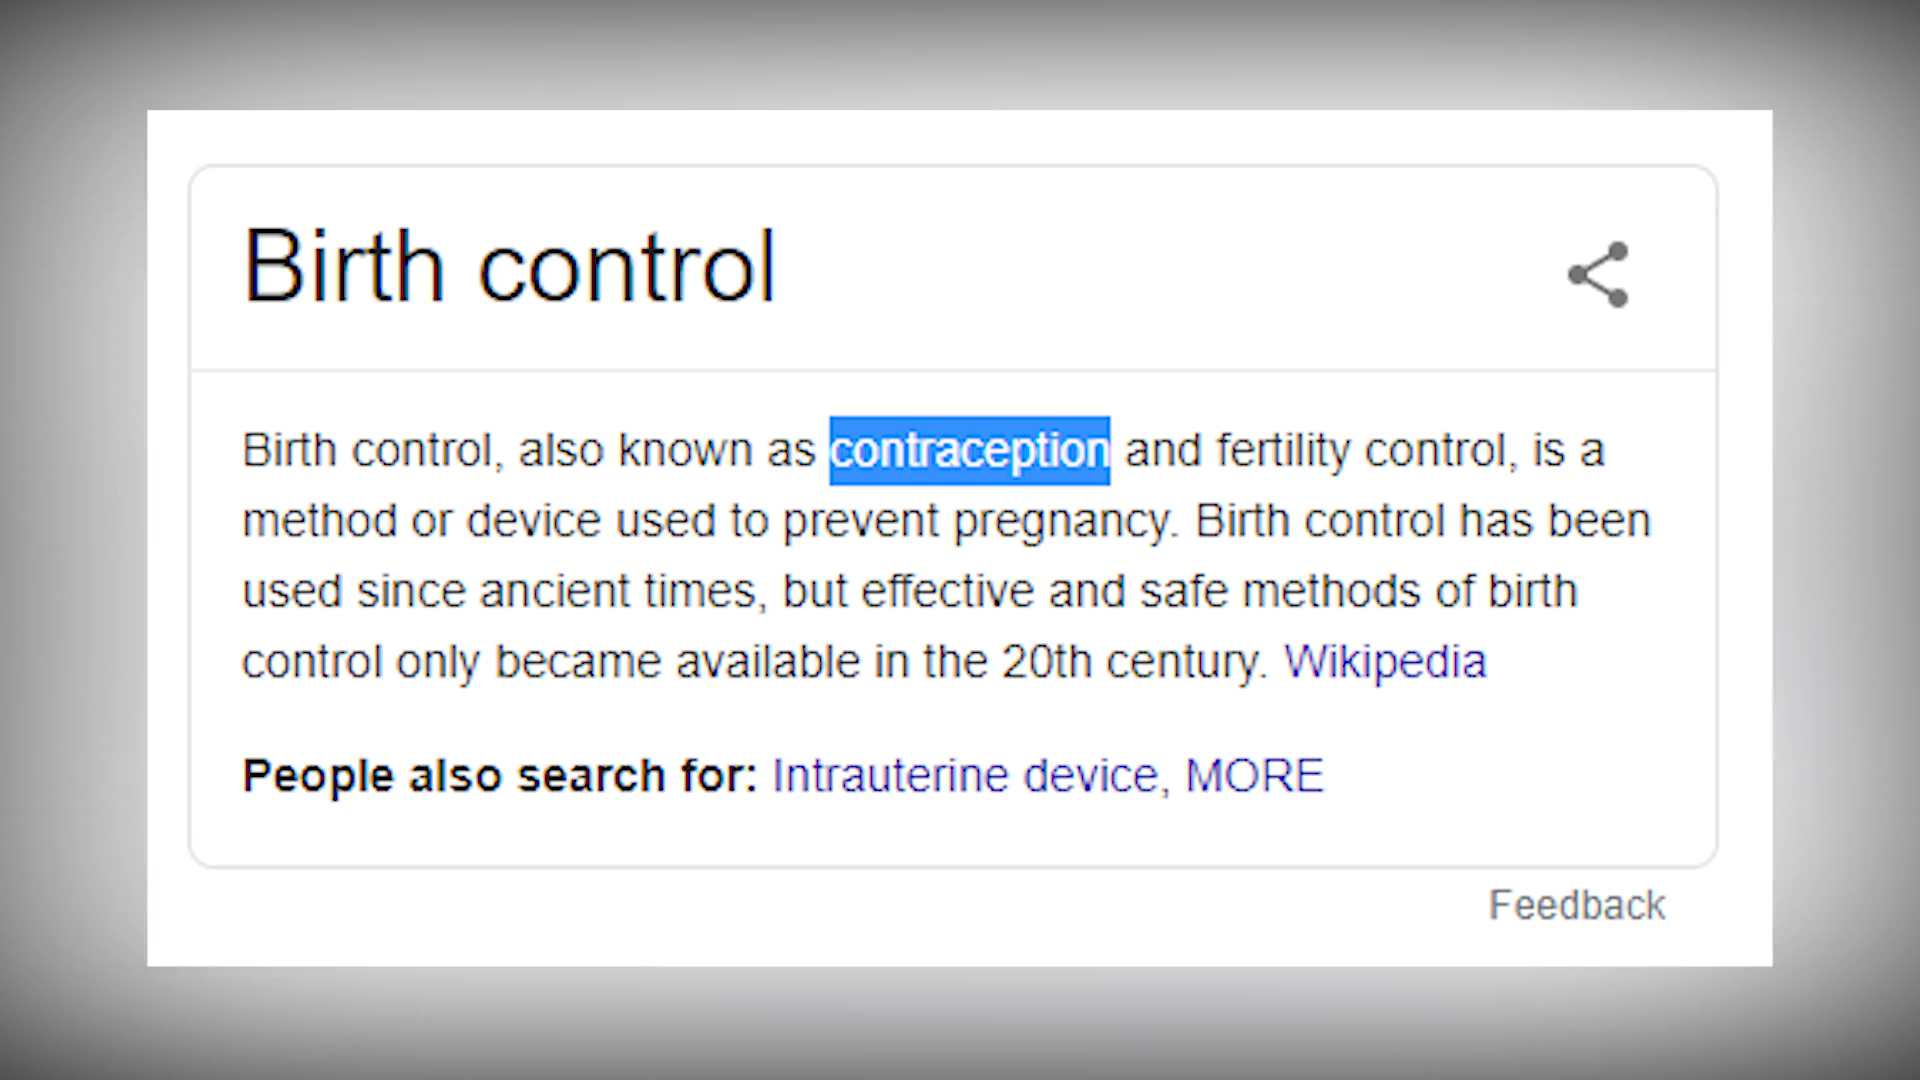 Birth control
Birth control, also known as contraception and fertility control, is a
method or device used to prevent pregnancy. Birth control has been
used since ancient times, but effective and safe methods of birth
control only became available in the 20th century. Wikipedia
People also search for: Intrauterine device, MORE
Feedback